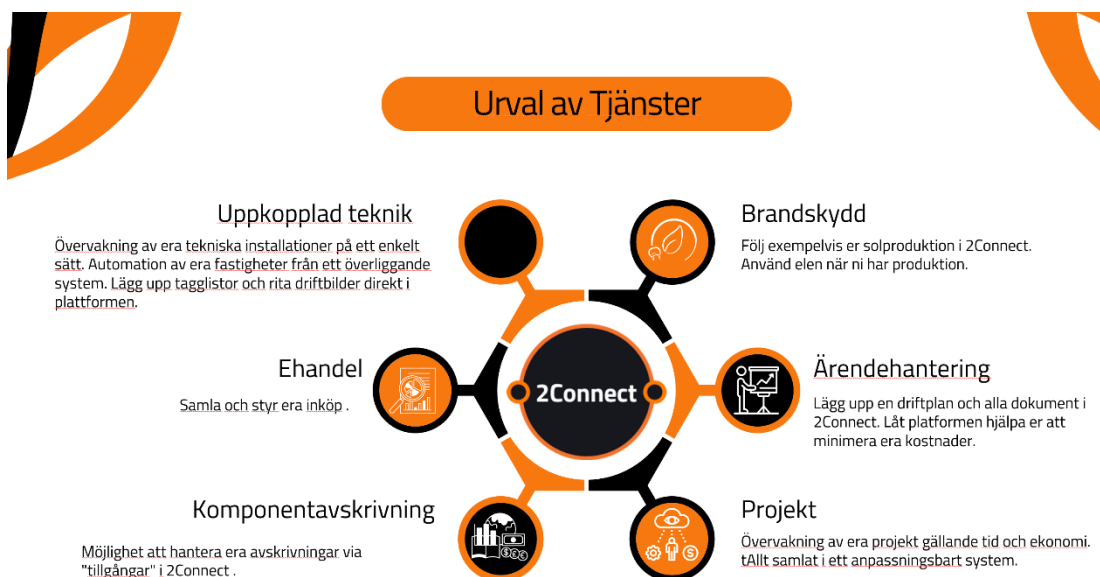 Urval av Tjänster
Uppkopplad teknik
Övervakning av era tekniska installationer på ett enkelt
sätt. Automation av era fastigheter från ett överliggande
system. Lägg upp tagglistor och rita driftbilder direkt i
plattformen.
Brandskydd
Följ exempelvis er solproduktion i 2Connect.
Använd elen när ni har produktion.
Ehandel
Samla och styr era inköp .
2Connect
Ärendehantering
Lägg upp en driftplan och alla dokument i
2Connect. Låt platformen hjälpa er att
minimera era kostnader.
Komponentavskrivning
Möjlighet att hantera era avskrivningar via
"tillgångar" i 2Connect .
Projekt
Övervakning av era projekt gällande tid och ekonomi.
tAllt samlat i ett anpassningsbart system.